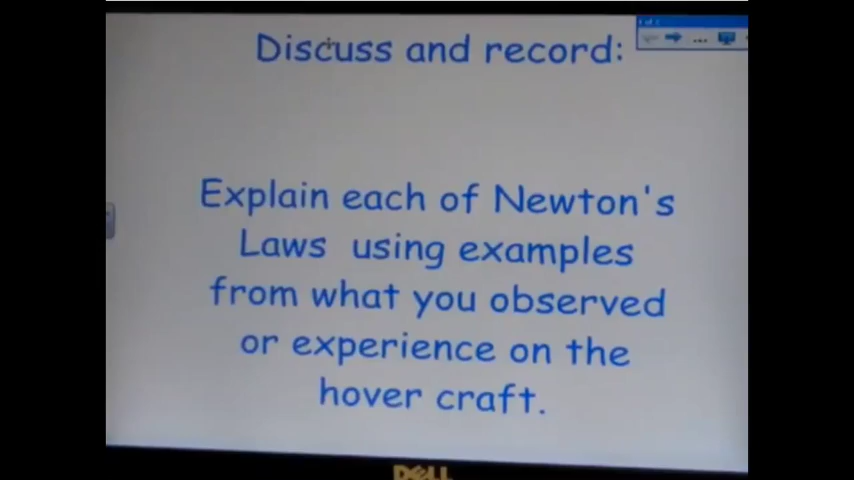 Discuss and record:
Explain each of Newton's
Laws using examples
from what you observed
or experience on the
hover craft.
DELL